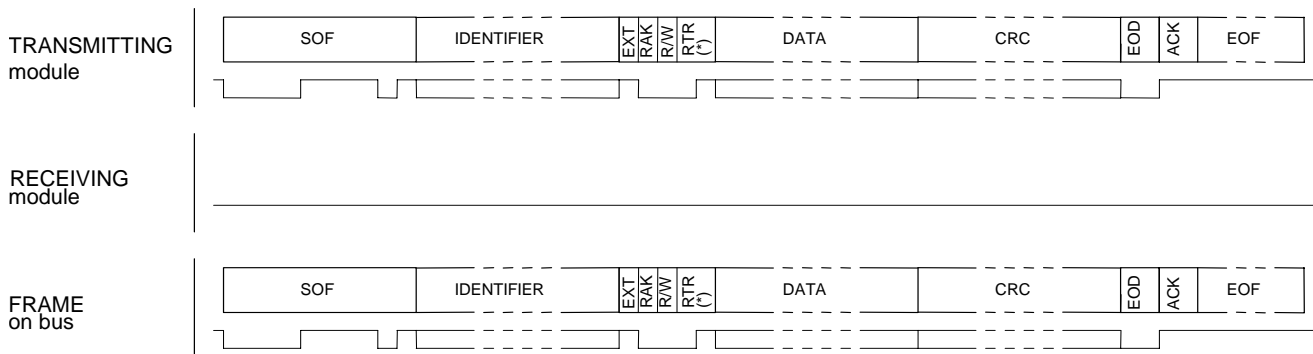 TRANSMITTING
module
SOF IDENTIFIER EXT RAK R/W RTR (*) DATA CRC EOD ACK EOF
RECEIVING
module
FRAME
on bus
SOF IDENTIFIER EXT RAK R/W RTR (*) DATA CRC EOD ACK EOF